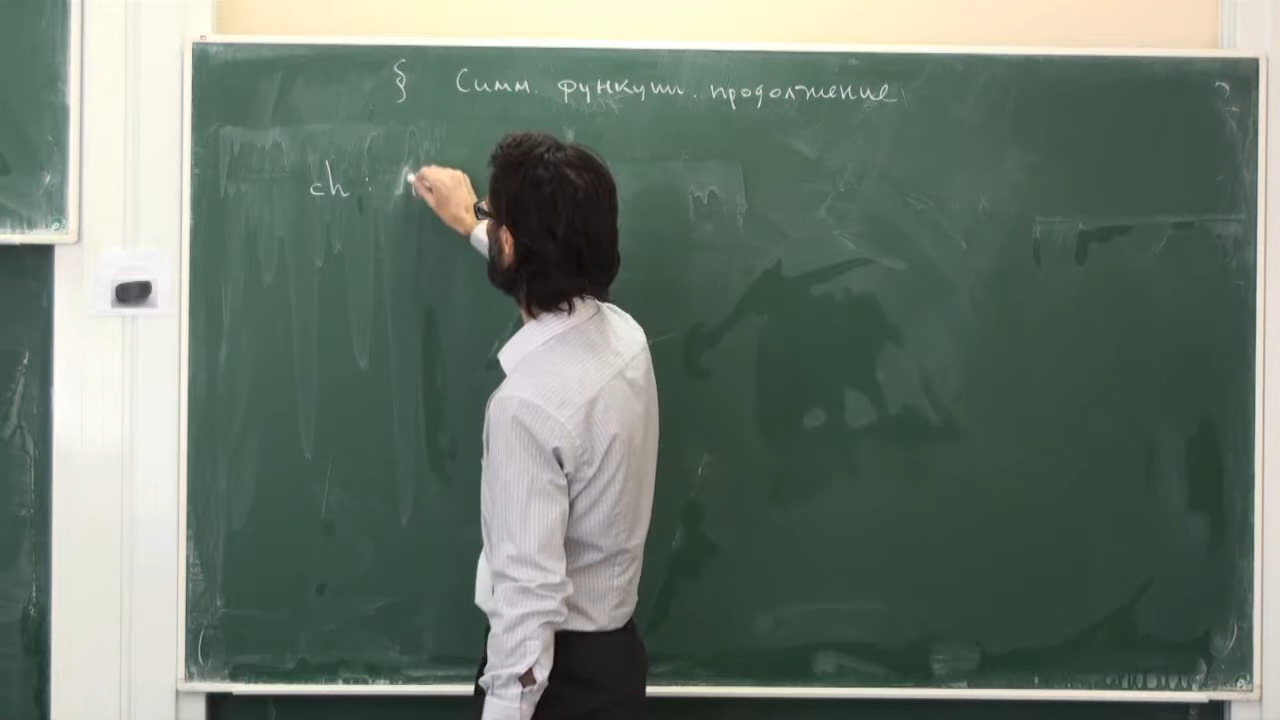 § Симм. функции. продолжение
ch :